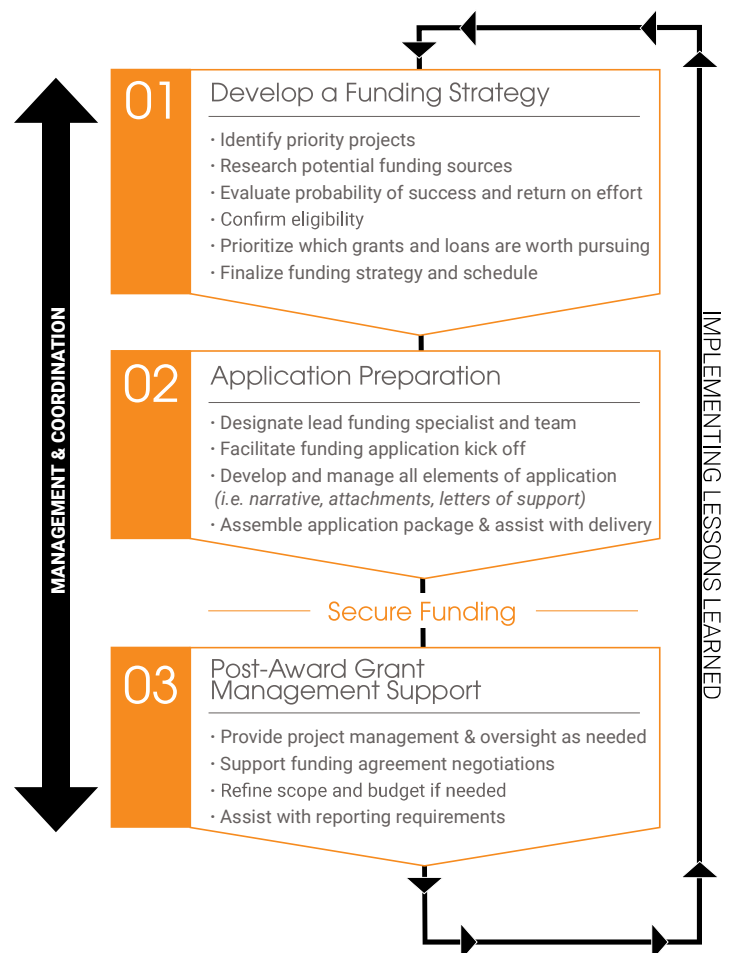 01
Develop a Funding Strategy
· Identify priority projects
· Research potential funding sources
· Evaluate probability of success and return on effort
· Confirm eligibility
· Prioritize which grants and loans are worth pursuing
· Finalize funding strategy and schedule
MANAGEMENT & COORDINATION
IMPLEMENTING LESSONS LEARNED
02
Application Preparation
· Designate lead funding specialist and team
· Facilitate funding application kick off
· Develop and manage all elements of application
(i.e. narrative, attachments, letters of support)
· Assemble application package & assist with delivery
Secure Funding
03
Post-Award Grant
Management Support
· Provide project management & oversight as needed
· Support funding agreement negotiations
· Refine scope and budget if needed
· Assist with reporting requirements